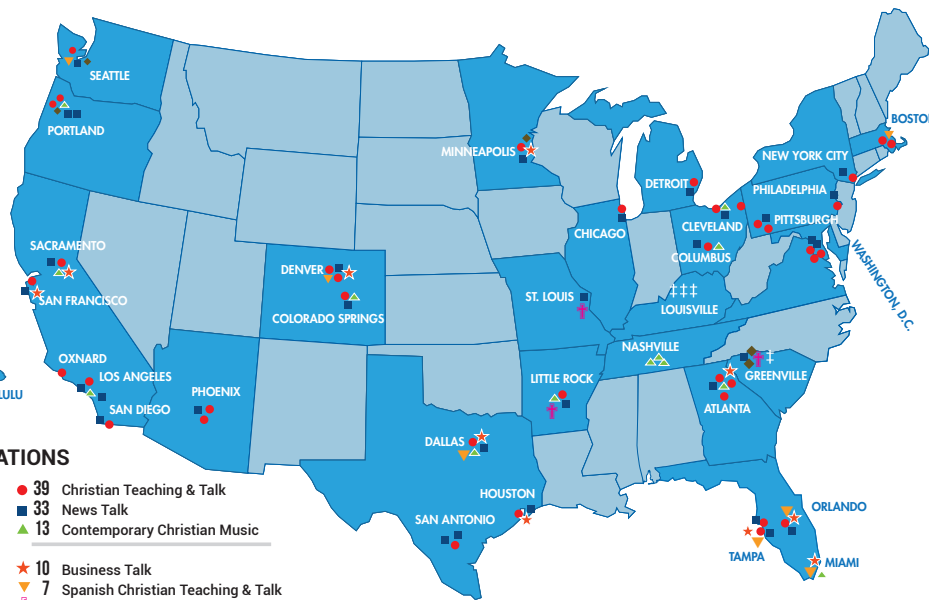 SEATTLE
PORTLAND
MINNEAPOLIS
BOSTO
NEW YORK CITY
DETROIT
PHILADELPHIA
CLEVELAND
PITTSBURGH
CHICAGO
COLUMBUS
WASHINGTON, D.C.
SACRAMENTO
DENVER
SAN FRANCISCO
ST. LOUIS
LOUISVILLE
COLORADO SPRINGS
NASHVILLE
OXNARD
LOS ANGELES
LITTLE ROCK
GREENVILLE
PHOENIX
LULU
SAN DIEGO
ATLANTA
DALLAS
ATIONS
39 Christian Teaching & Talk
33 News Talk
13 Contemporary Christian Music
10 Business Talk
7 Spanish Christian Teaching & Talk
HOUSTON
SAN ANTONIO
ORLANDO
TAMPA
MIAMI